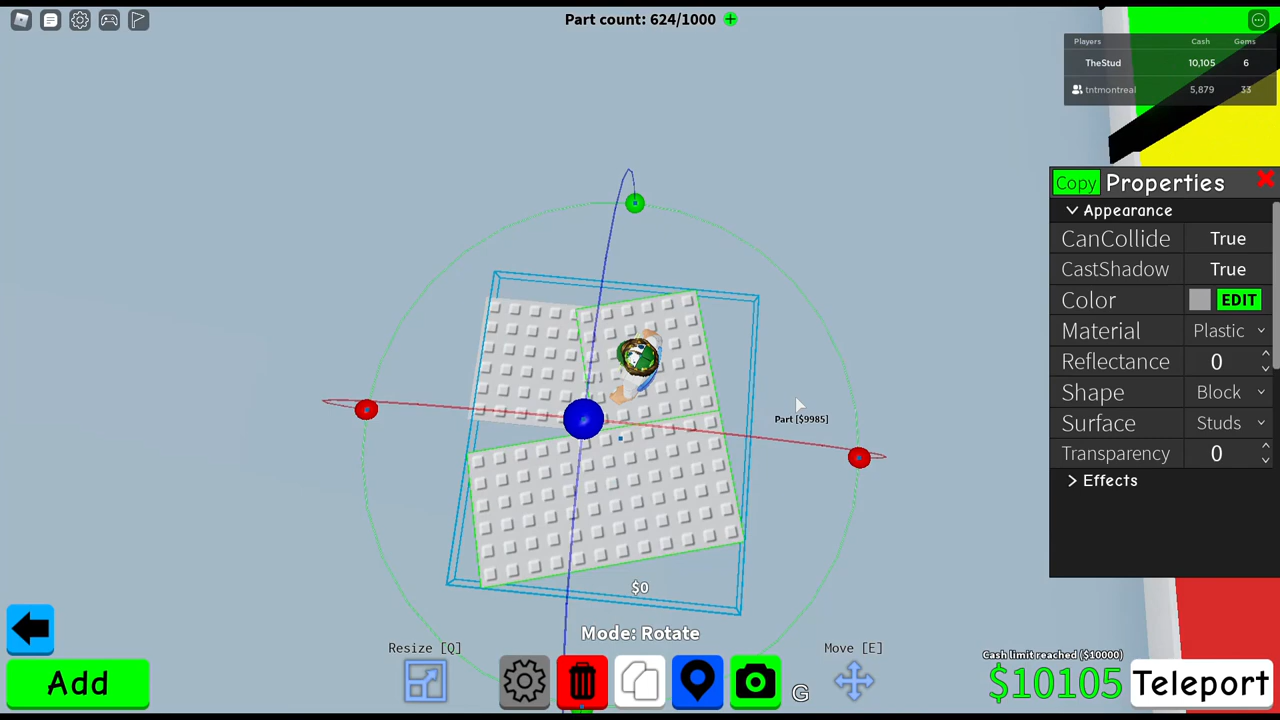 Part count: 624/1000 +
Players Cash Gems
TheStud 10,105 6
tntmontreal 5,879 33
Copy Properties
Appearance
CanCollide True
CastShadow True
Color EDIT
Material Plastic
Reflectance 0
Shape Block
Surface Studs
Transparency 0
Effects
Part [$9985]
$0
Mode: Rotate
Resize [Q]
Move [E]
Cash limit reached ($10000)
$10105
Add
G
Teleport